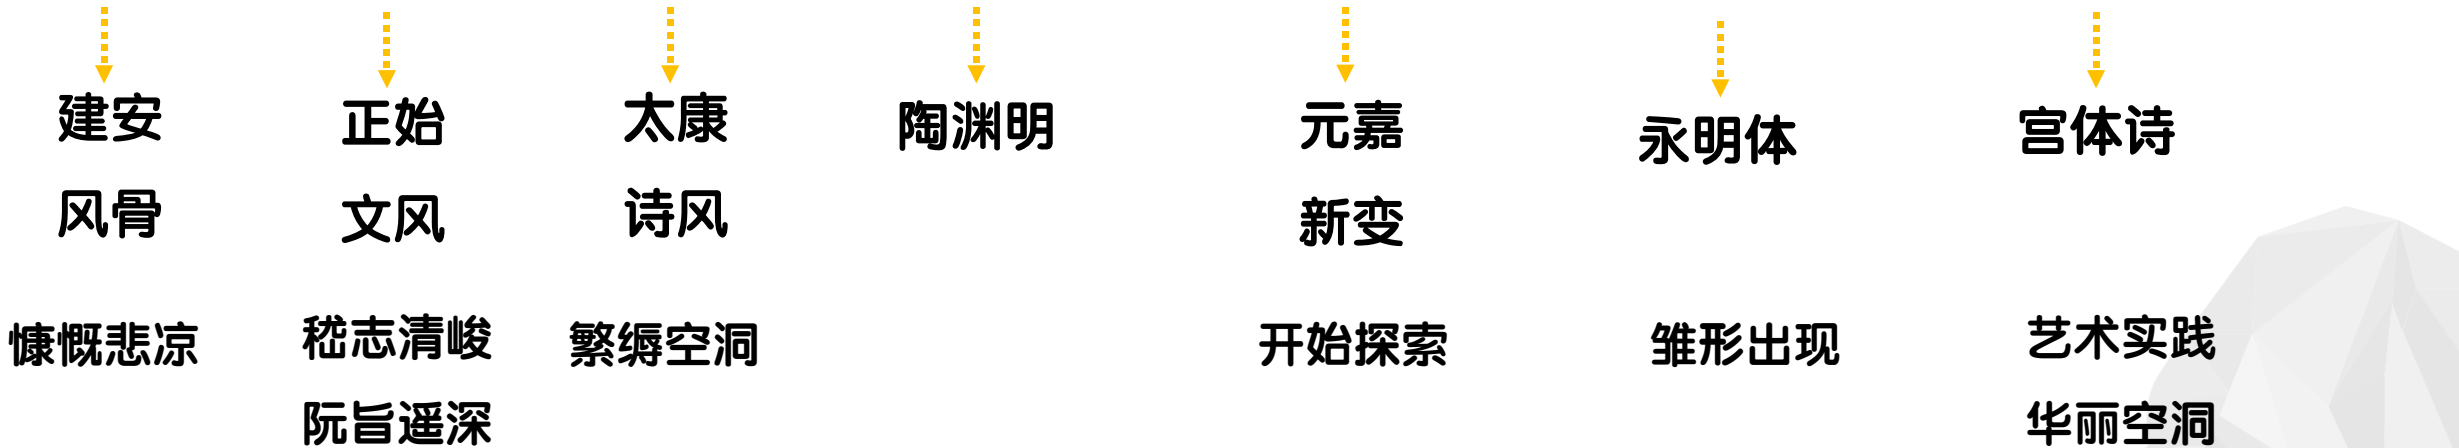 建安
风骨
慷慨悲凉
正始
文风
嵇志清峻
阮旨遥深
太康
诗风
繁缛空洞
陶渊明
元嘉
新变
开始探索
永明体
雏形出现
宫体诗
艺术实践
华丽空洞